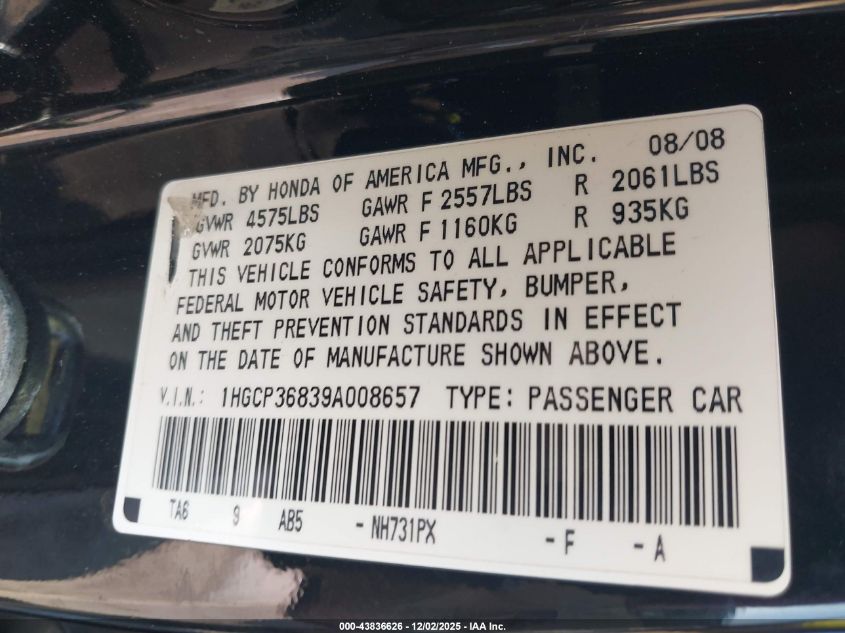 MFD. BY HONDA OF AMERICA MFG., INC. 08/08
GVWR 4575LBS GAWR F 2557LBS R 2061LBS
GVWR 2075KG GAWR F 1160KG R 935KG
THIS VEHICLE CONFORMS TO ALL APPLICABLE
FEDERAL MOTOR VEHICLE SAFETY, BUMPER,
AND THEFT PREVENTION STANDARDS IN EFFECT
ON THE DATE OF MANUFACTURE SHOWN ABOVE.
V.I.N.: 1HGCP36839A008657 TYPE: PASSENGER CAR
TA6 9 AB5 -NH731PX -F -A
000-43836626 - 12/02/2025 - IAA Inc.